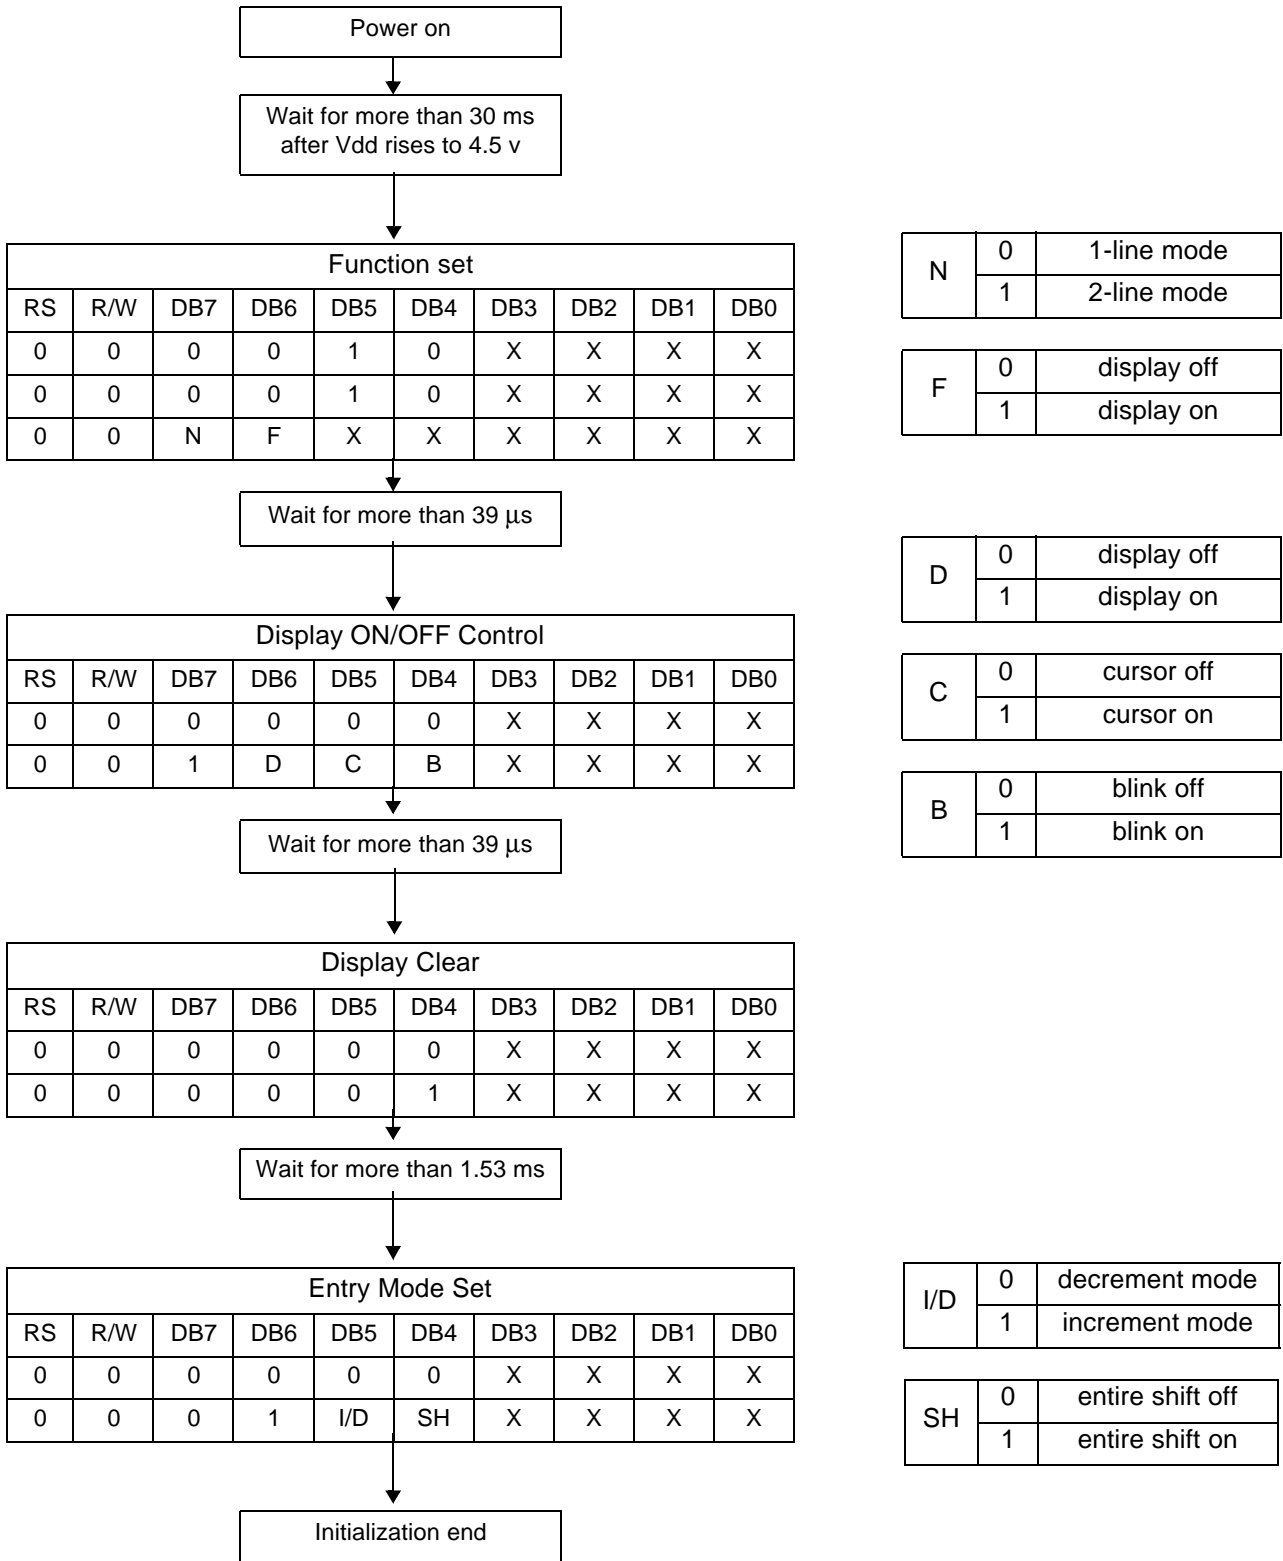 Power on
Wait for more than 30 ms
after Vdd rises to 4.5 v
Function set
RS R/W DB7 DB6 DB5 DB4 DB3 DB2 DB1 DB0
0 0 0 0 1 0 X X X X
0 0 0 0 1 0 X X X X
0 0 N F X X X X X X
N 0 1-line mode
1 2-line mode
F 0 display off
1 display on
Wait for more than 39 μs
Display ON/OFF Control
RS R/W DB7 DB6 DB5 DB4 DB3 DB2 DB1 DB0
0 0 0 0 0 0 X X X X
0 0 1 D C B X X X X
D 0 display off
1 display on
C 0 cursor off
1 cursor on
B 0 blink off
1 blink on
Wait for more than 39 μs
Display Clear
RS R/W DB7 DB6 DB5 DB4 DB3 DB2 DB1 DB0
0 0 0 0 0 0 X X X X
0 0 0 0 0 1 X X X X
Wait for more than 1.53 ms
Entry Mode Set
RS R/W DB7 DB6 DB5 DB4 DB3 DB2 DB1 DB0
0 0 0 0 0 0 X X X X
0 0 0 1 I/D SH X X X X
I/D 0 decrement mode
1 increment mode
SH 0 entire shift off
1 entire shift on
Initialization end